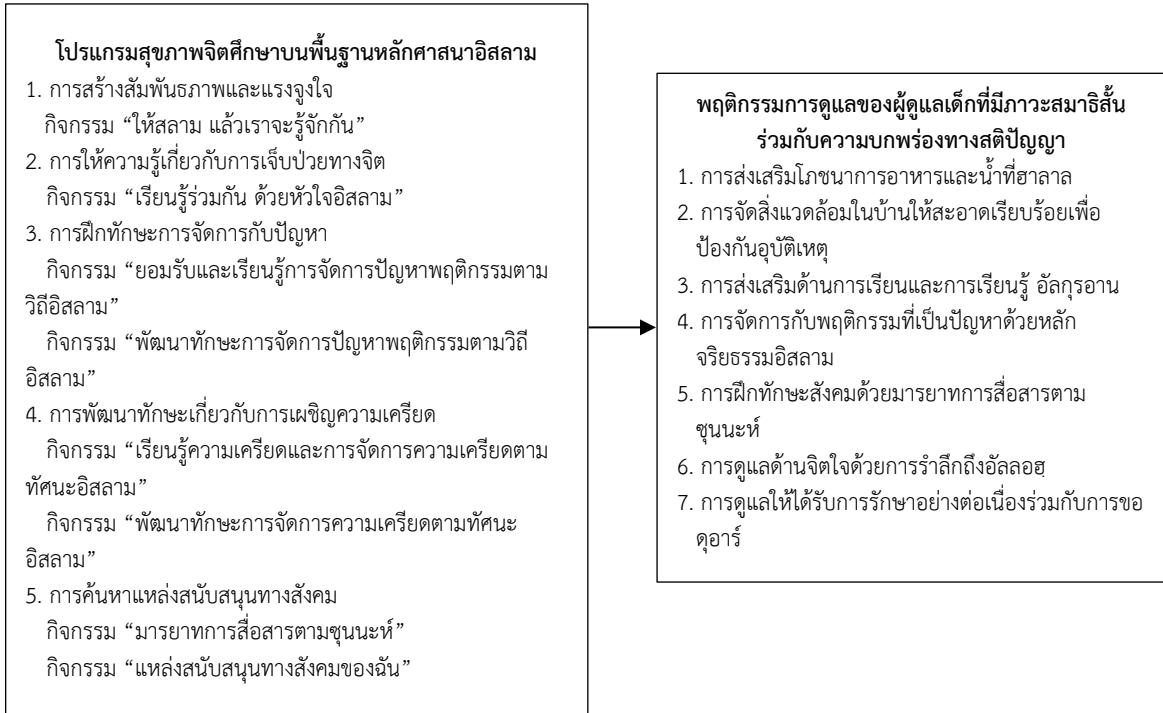 โปรแกรมสุขภาพจิตศึกษาบนพื้นฐานหลักศาสนาอิสลาม
1. การสร้างสัมพันธภาพและแรงจูงใจ
กิจกรรม “ให้สลาม แล้วเราจะรู้จักกัน”
2. การให้ความรู้เกี่ยวกับการเจ็บป่วยทางจิต
กิจกรรม “เรียนรู้ร่วมกัน ด้วยหัวใจอิสลาม”
3. การฝึกทักษะการจัดการกับปัญหา
กิจกรรม “ยอมรับและเรียนรู้การจัดการปัญหาพฤติกรรมตาม
วิถีอิสลาม”
กิจกรรม “พัฒนาทักษะการจัดการปัญหาพฤติกรรมตามวิถี
อิสลาม”
4. การพัฒนาทักษะเกี่ยวกับการเผชิญความเครียด
กิจกรรม “เรียนรู้ความเครียดและการจัดการความเครียดตาม
ทัศนะอิสลาม”
กิจกรรม “พัฒนาทักษะการจัดการความเครียดตามทัศนะ
อิสลาม”
5. การค้นหาแหล่งสนับสนุนทางสังคม
กิจกรรม “มารยาทการสื่อสารตามซุนนะห์”
กิจกรรม “แหล่งสนับสนุนทางสังคมของฉัน”
พฤติกรรมการดูแลของผู้ดูแลเด็กที่มีภาวะสมาธิสั้น
ร่วมกับความบกพร่องทางสติปัญญา
1. การส่งเสริมโภชนาการอาหารและน้ำที่ฮาลาล
2. การจัดสิ่งแวดล้อมในบ้านให้สะอาดเรียบร้อยเพื่อ
ป้องกันอุบัติเหตุ
3. การส่งเสริมด้านการเรียนและการเรียนรู้ อัลกุรอาน
4. การจัดการกับพฤติกรรมที่เป็นปัญหาด้วยหลัก
จริยธรรมอิสลาม
5. การฝึกทักษะสังคมด้วยมารยาทการสื่อสารตาม
ซุนนะห์
6. การดูแลด้านจิตใจด้วยการรำลึกถึงอัลลอฮฺ
7. การดูแลให้ได้รับการรักษาอย่างต่อเนื่องร่วมกับการขอ
ดุอาร์